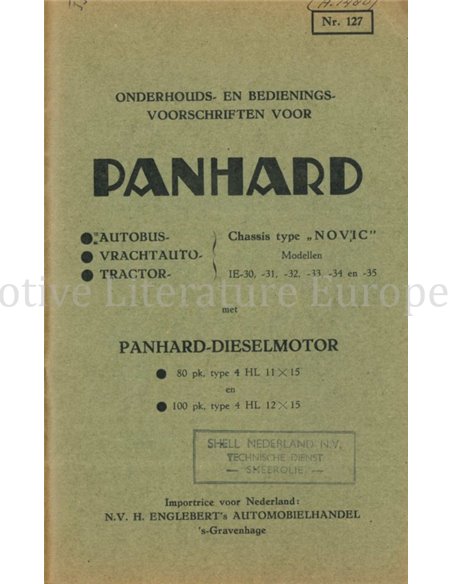 Nr. 127
ONDERHOUDS- EN BEDIENINGS-
VOORSCHRIFTEN VOOR
PANHARD
AUTOBUS-
VRACHTAUTO-
TRACTOR-
Chassis type „NOVIC"
Modellen
IE-30, -31, -32, -33, -34 en -35
otive Literature Europe
met
PANHARD-DIESELMOTOR
80 pk, type 4 HL 11 × 15
en
100 pk, type 4 HL 12 × 15
SHELL NEDERLAND N.V.
TECHNISCHE DIENST
— SMEEROLIE —
Importrice voor Nederland:
N.V. H. ENGLEBERT's AUTOMOBIELHANDEL
's-Gravenhage